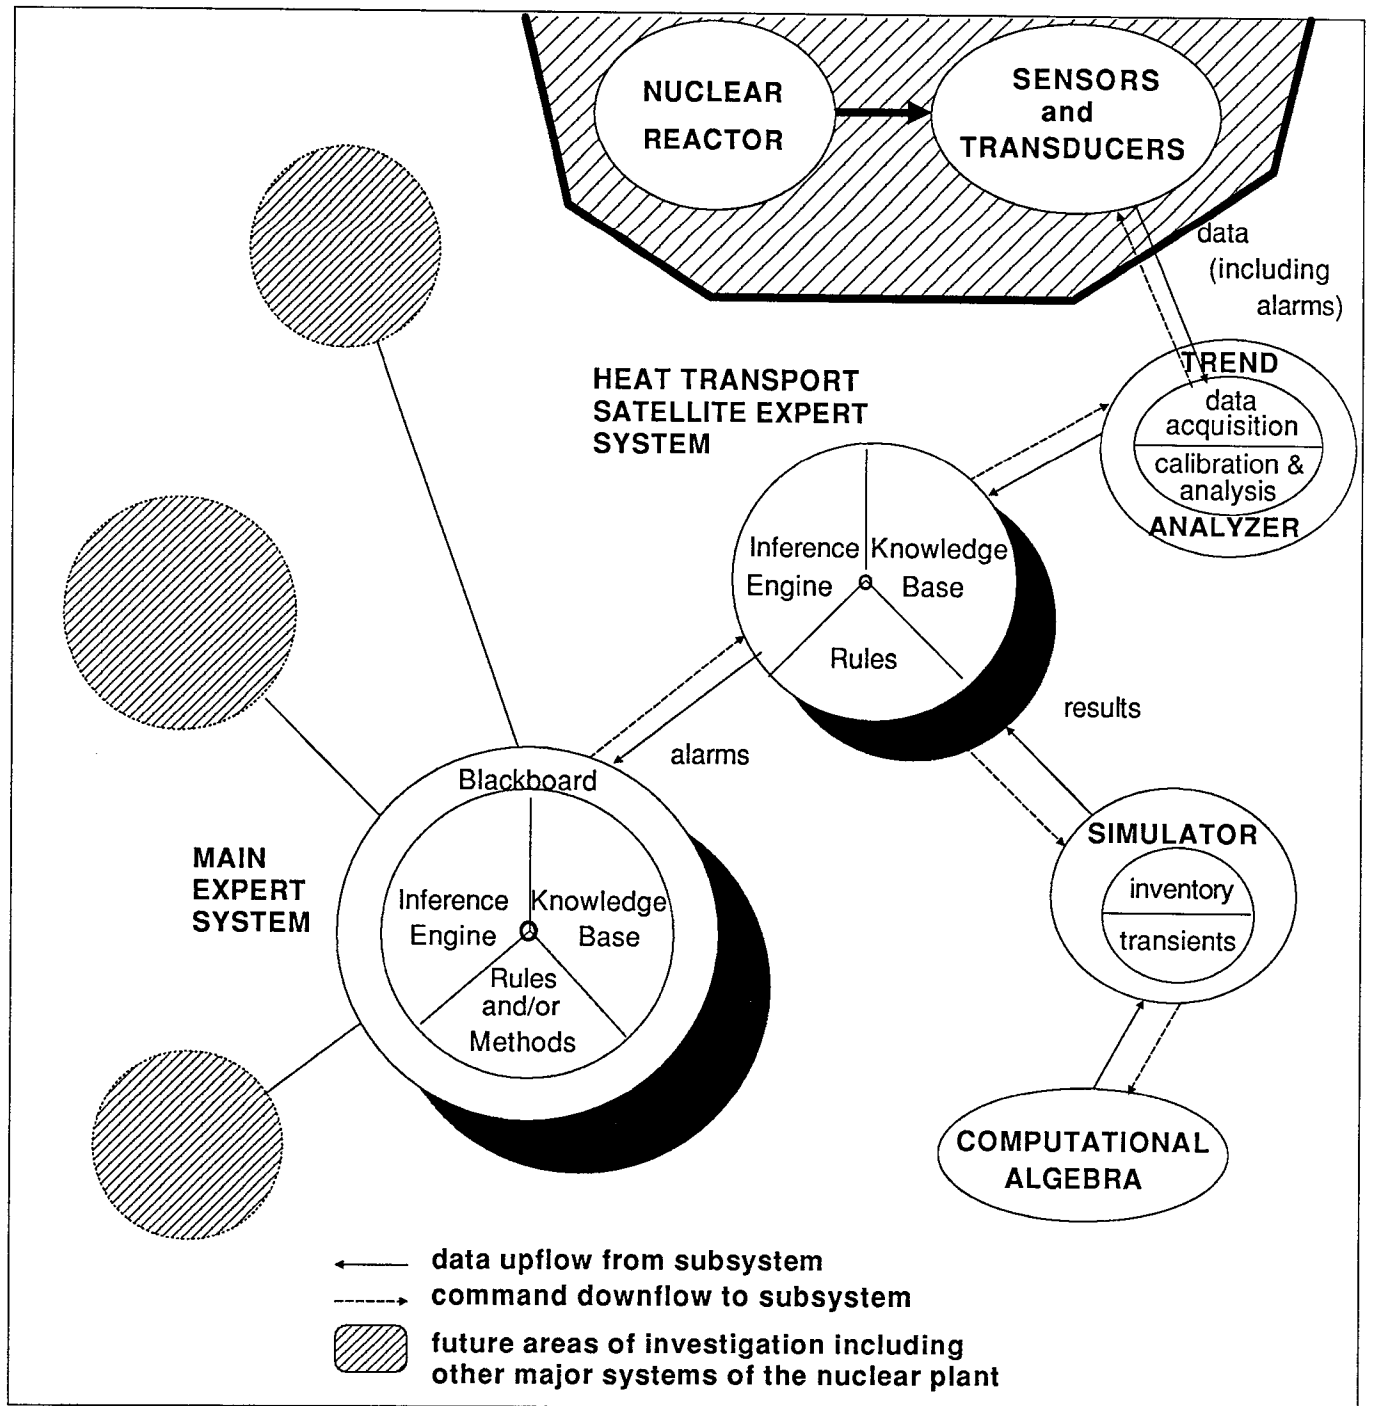 NUCLEAR
REACTOR
SENSORS
and
TRANSDUCERS
data
(including
alarms)
HEAT TRANSPORT
SATELLITE EXPERT
SYSTEM
TREND
data
acquisition
calibration &
analysis
ANALYZER
Inference
Engine
Knowledge
Base
Rules
results
alarms
Blackboard
MAIN
EXPERT
SYSTEM
Inference
Engine
Knowledge
Base
Rules
and/or
Methods
SIMULATOR
inventory
transients
COMPUTATIONAL
ALGEBRA
data upflow from subsystem
command downflow to subsystem
future areas of investigation including
other major systems of the nuclear plant